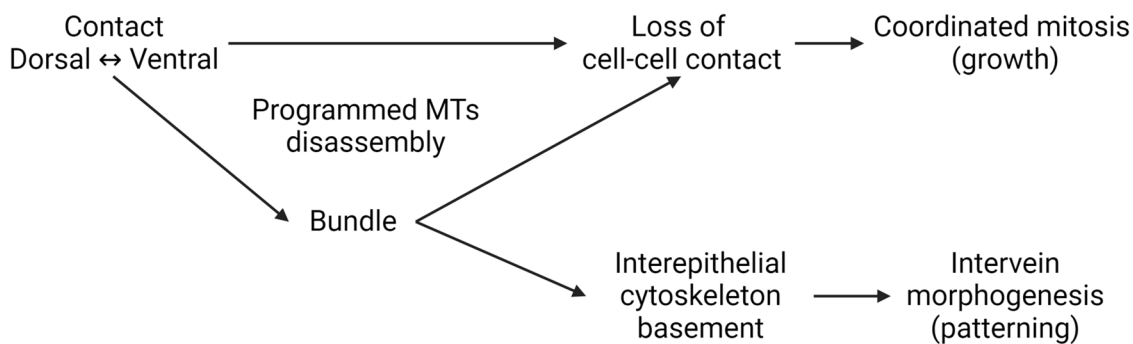 Contact
Dorsal ↔ Ventral
Loss of
cell-cell contact
Coordinated mitosis
(growth)
Programmed MTs
disassembly
Bundle
Interepithelial
cytoskeleton
basement
Intervein
morphogenesis
(patterning)